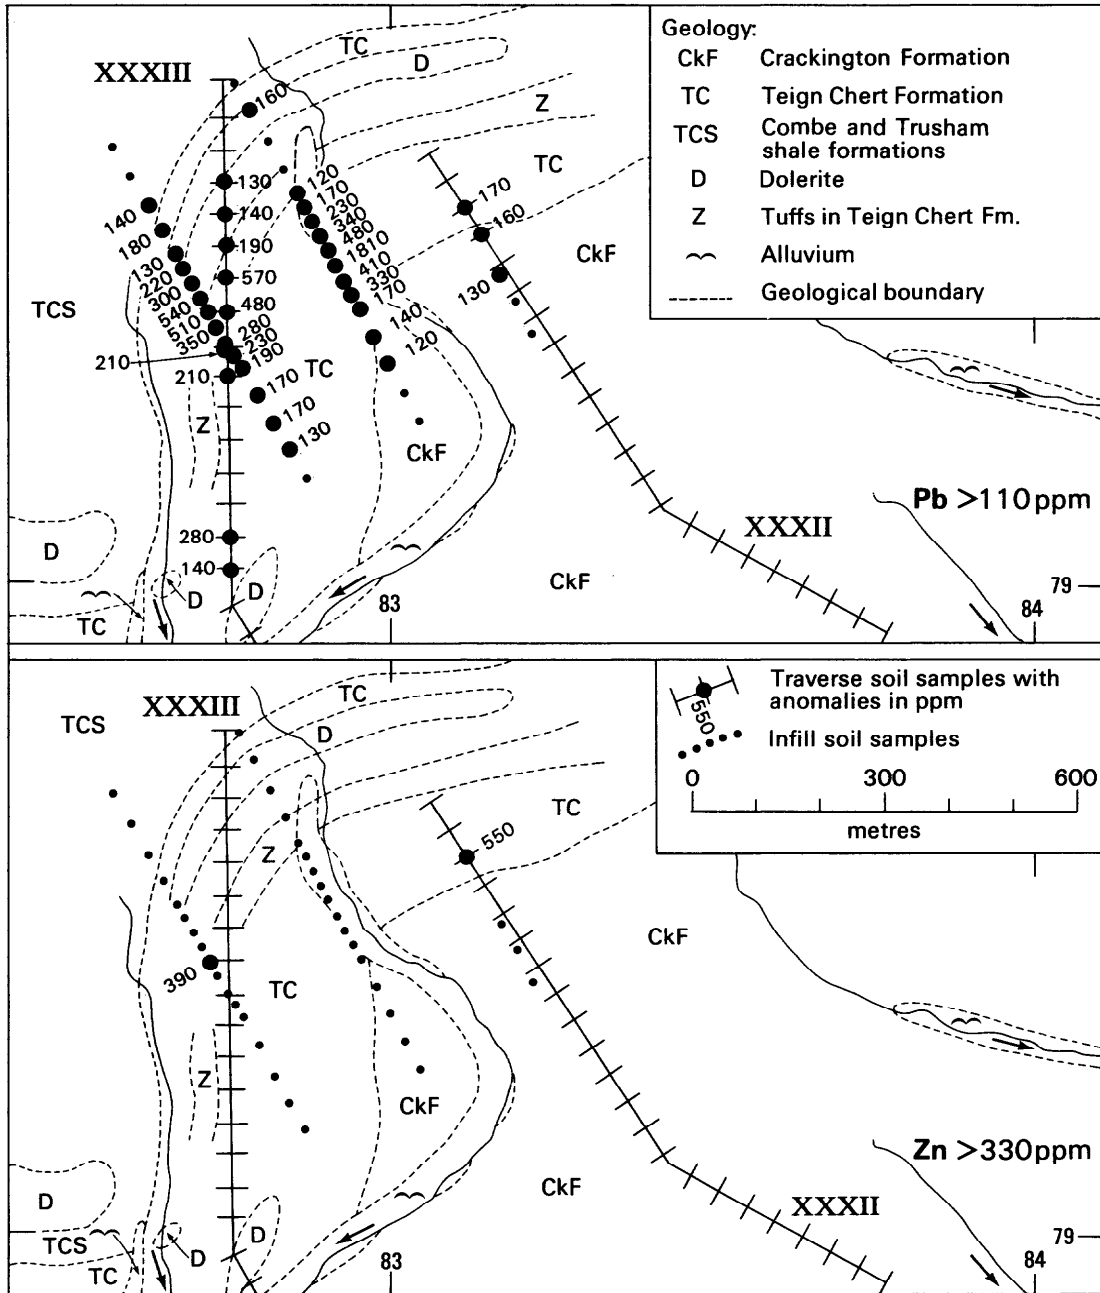 Geology:
CkF Crackington Formation
TC Teign Chert Formation
TCS Combe and Trusham shale formations
D Dolerite
Z Tuffs in Teign Chert Fm.
Alluvium
Geological boundary
XXXIII
TC
D
160
Z
TC
130
140
190
570
480
280
230
190
210
210
170
170
130
280
140
140
180
130
220
300
540
510
350
120
170
230
340
480
1810
410
330
170
140
120
170
160
130
CkF
TCS
TC
Z
CkF
D
D
D
TC
83
CkF
XXXII
Pb >110ppm
79
84
XXXIII
TCS
TC
D
Traverse soil samples with anomalies in ppm
550
Infill soil samples
0 300 600
metres
TC
550
Z
CkF
390
TC
Z
CkF
Zn >330ppm
D
CkF
XXXII
TCS
D
D
TC
83
79
84